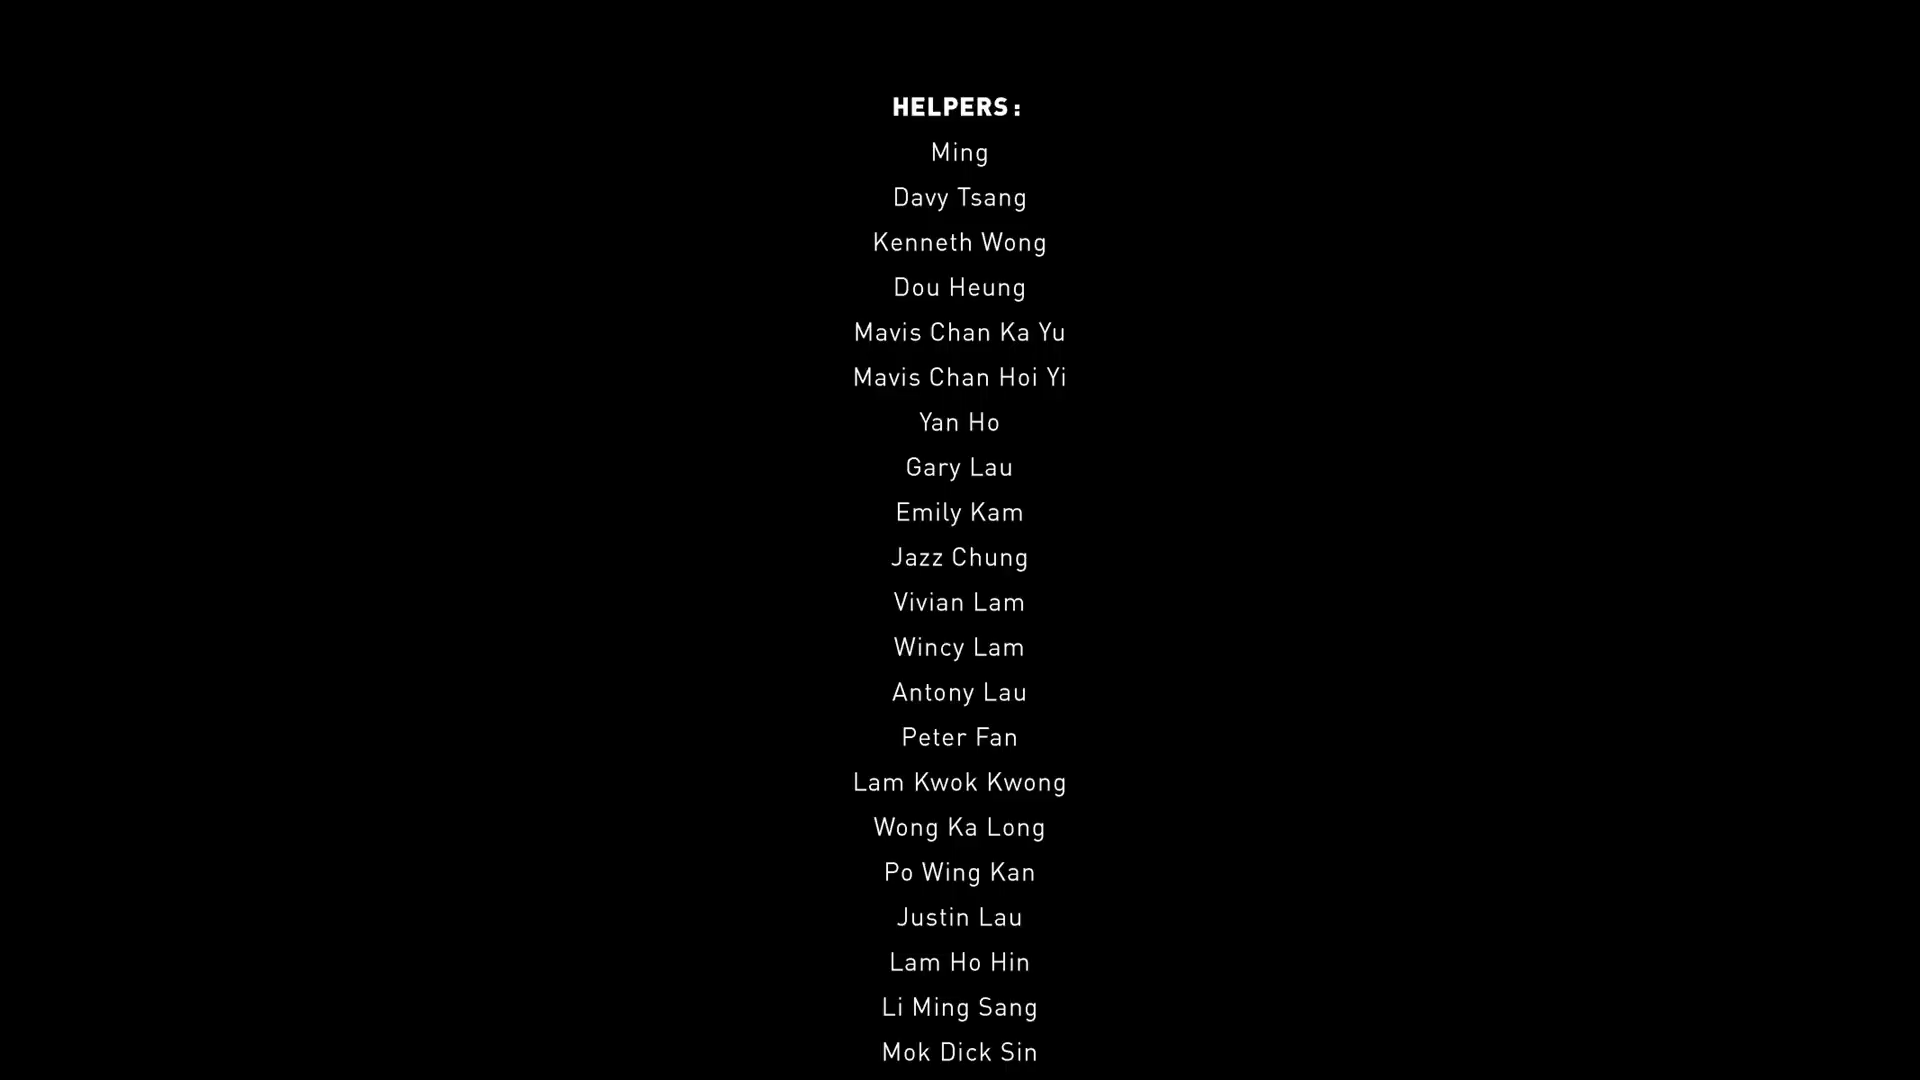 HELPERS:
Ming
Davy Tsang
Kenneth Wong
Dou Heung
Mavis Chan Ka Yu
Mavis Chan Hoi Yi
Yan Ho
Gary Lau
Emily Kam
Jazz Chung
Vivian Lam
Wincy Lam
Antony Lau
Peter Fan
Lam Kwok Kwong
Wong Ka Long
Po Wing Kan
Justin Lau
Lam Ho Hin
Li Ming Sang
Mok Dick Sin